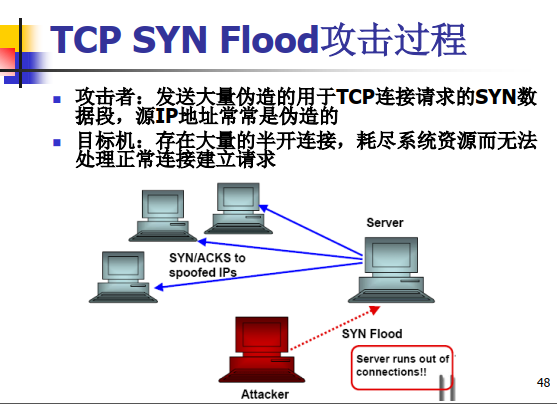 TCP SYN Flood攻击过程
攻击者：发送大量伪造的用于TCP连接请求的SYN数
据段，源IP地址常常是伪造的
目标机：存在大量的半开连接，耗尽系统资源而无法
处理正常连接建立请求
Server
SYN/ACKS to
spoofed IPs
SYN Flood
Server runs out of
connections!!
Attacker
48